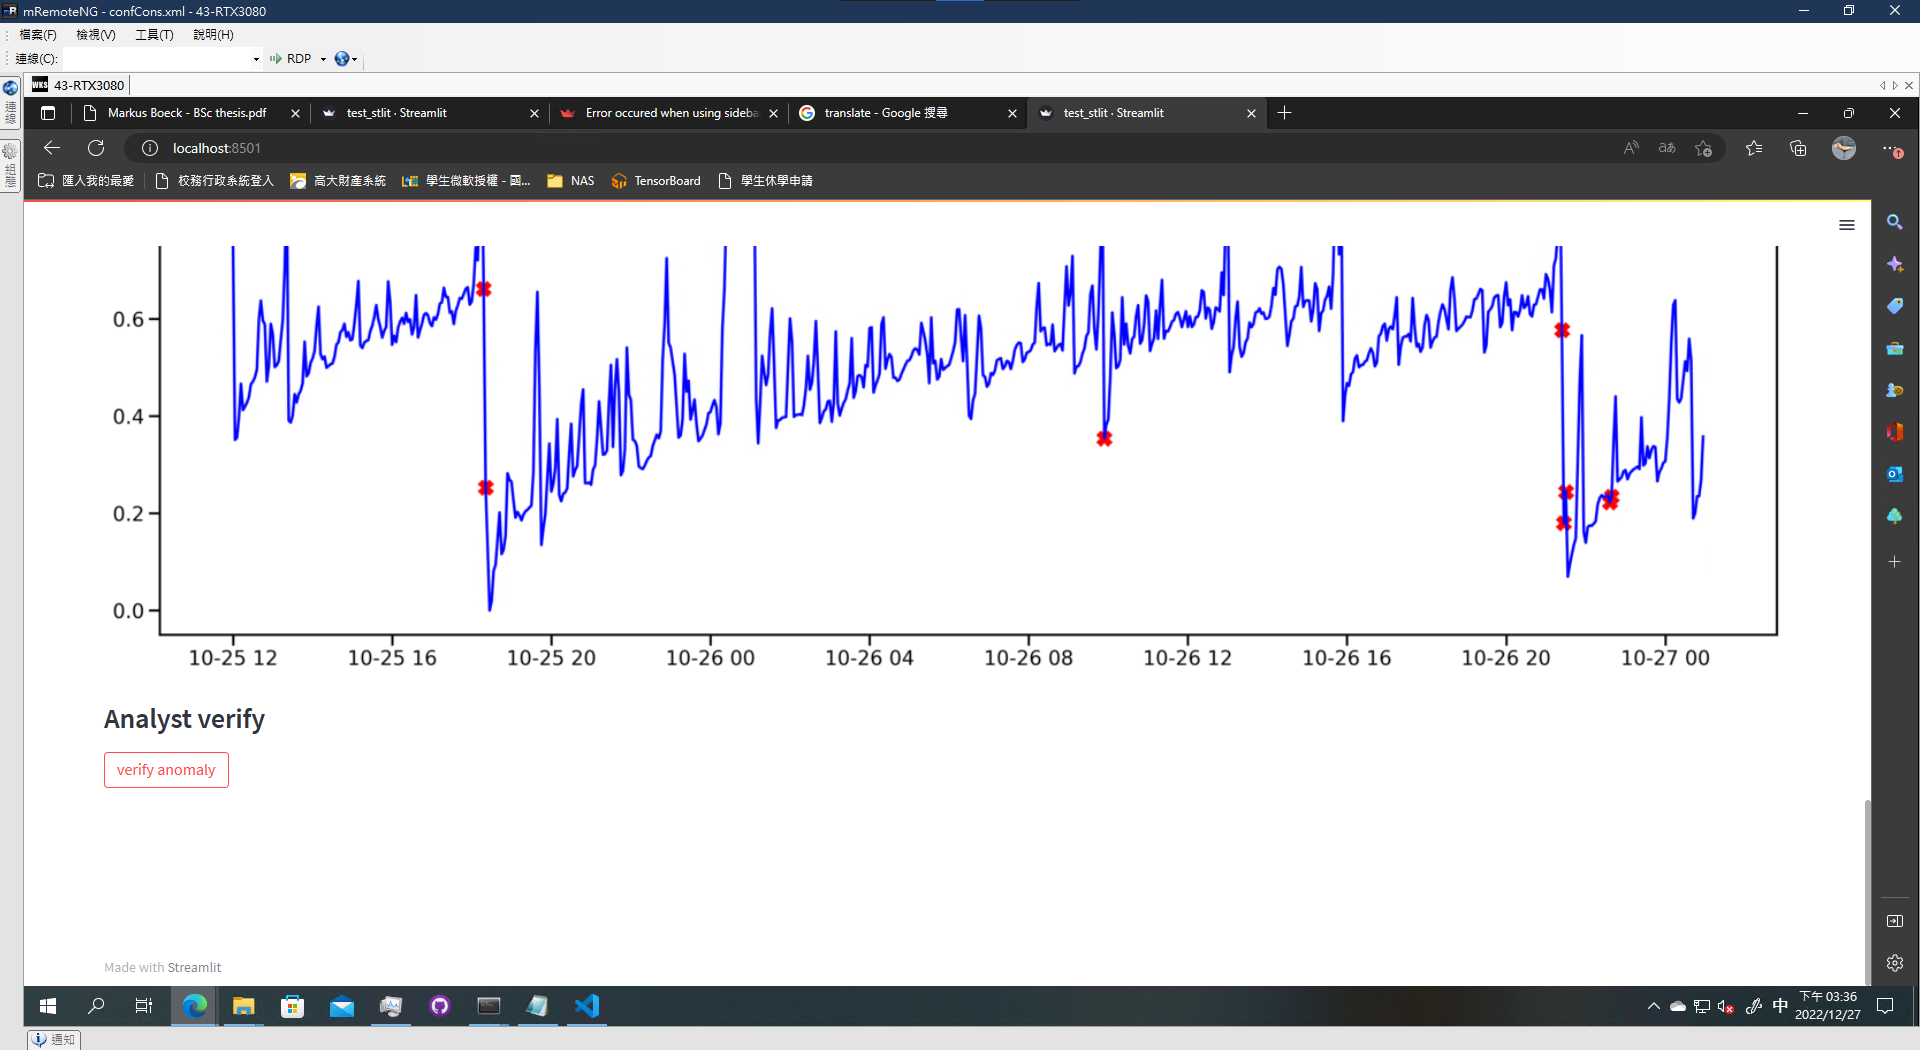 mRemoteNG - confCons.xml - 43-RTX3080
檔案(F) 檢視(V) 工具(T) 說明(H)
連線(C): RDP
連線
組態
WKS 43-RTX3080
Markus Boeck - BSc thesis.pdf test_stlit · Streamlit Error occured when using sideba translate - Google 搜尋 test_stlit · Streamlit
localhost:8501
匯入我的最愛 校務行政系統登入 高大財產系統 學生微軟授權 - 國... NAS TensorBoard 學生休學申請
0.6
0.4
0.2
0.0
10-25 12 10-25 16 10-25 20 10-26 00 10-26 04 10-26 08 10-26 12 10-26 16 10-26 20 10-27 00
Analyst verify
verify anomaly
Made with Streamlit
中 下午 03:36
2022/12/27
通知